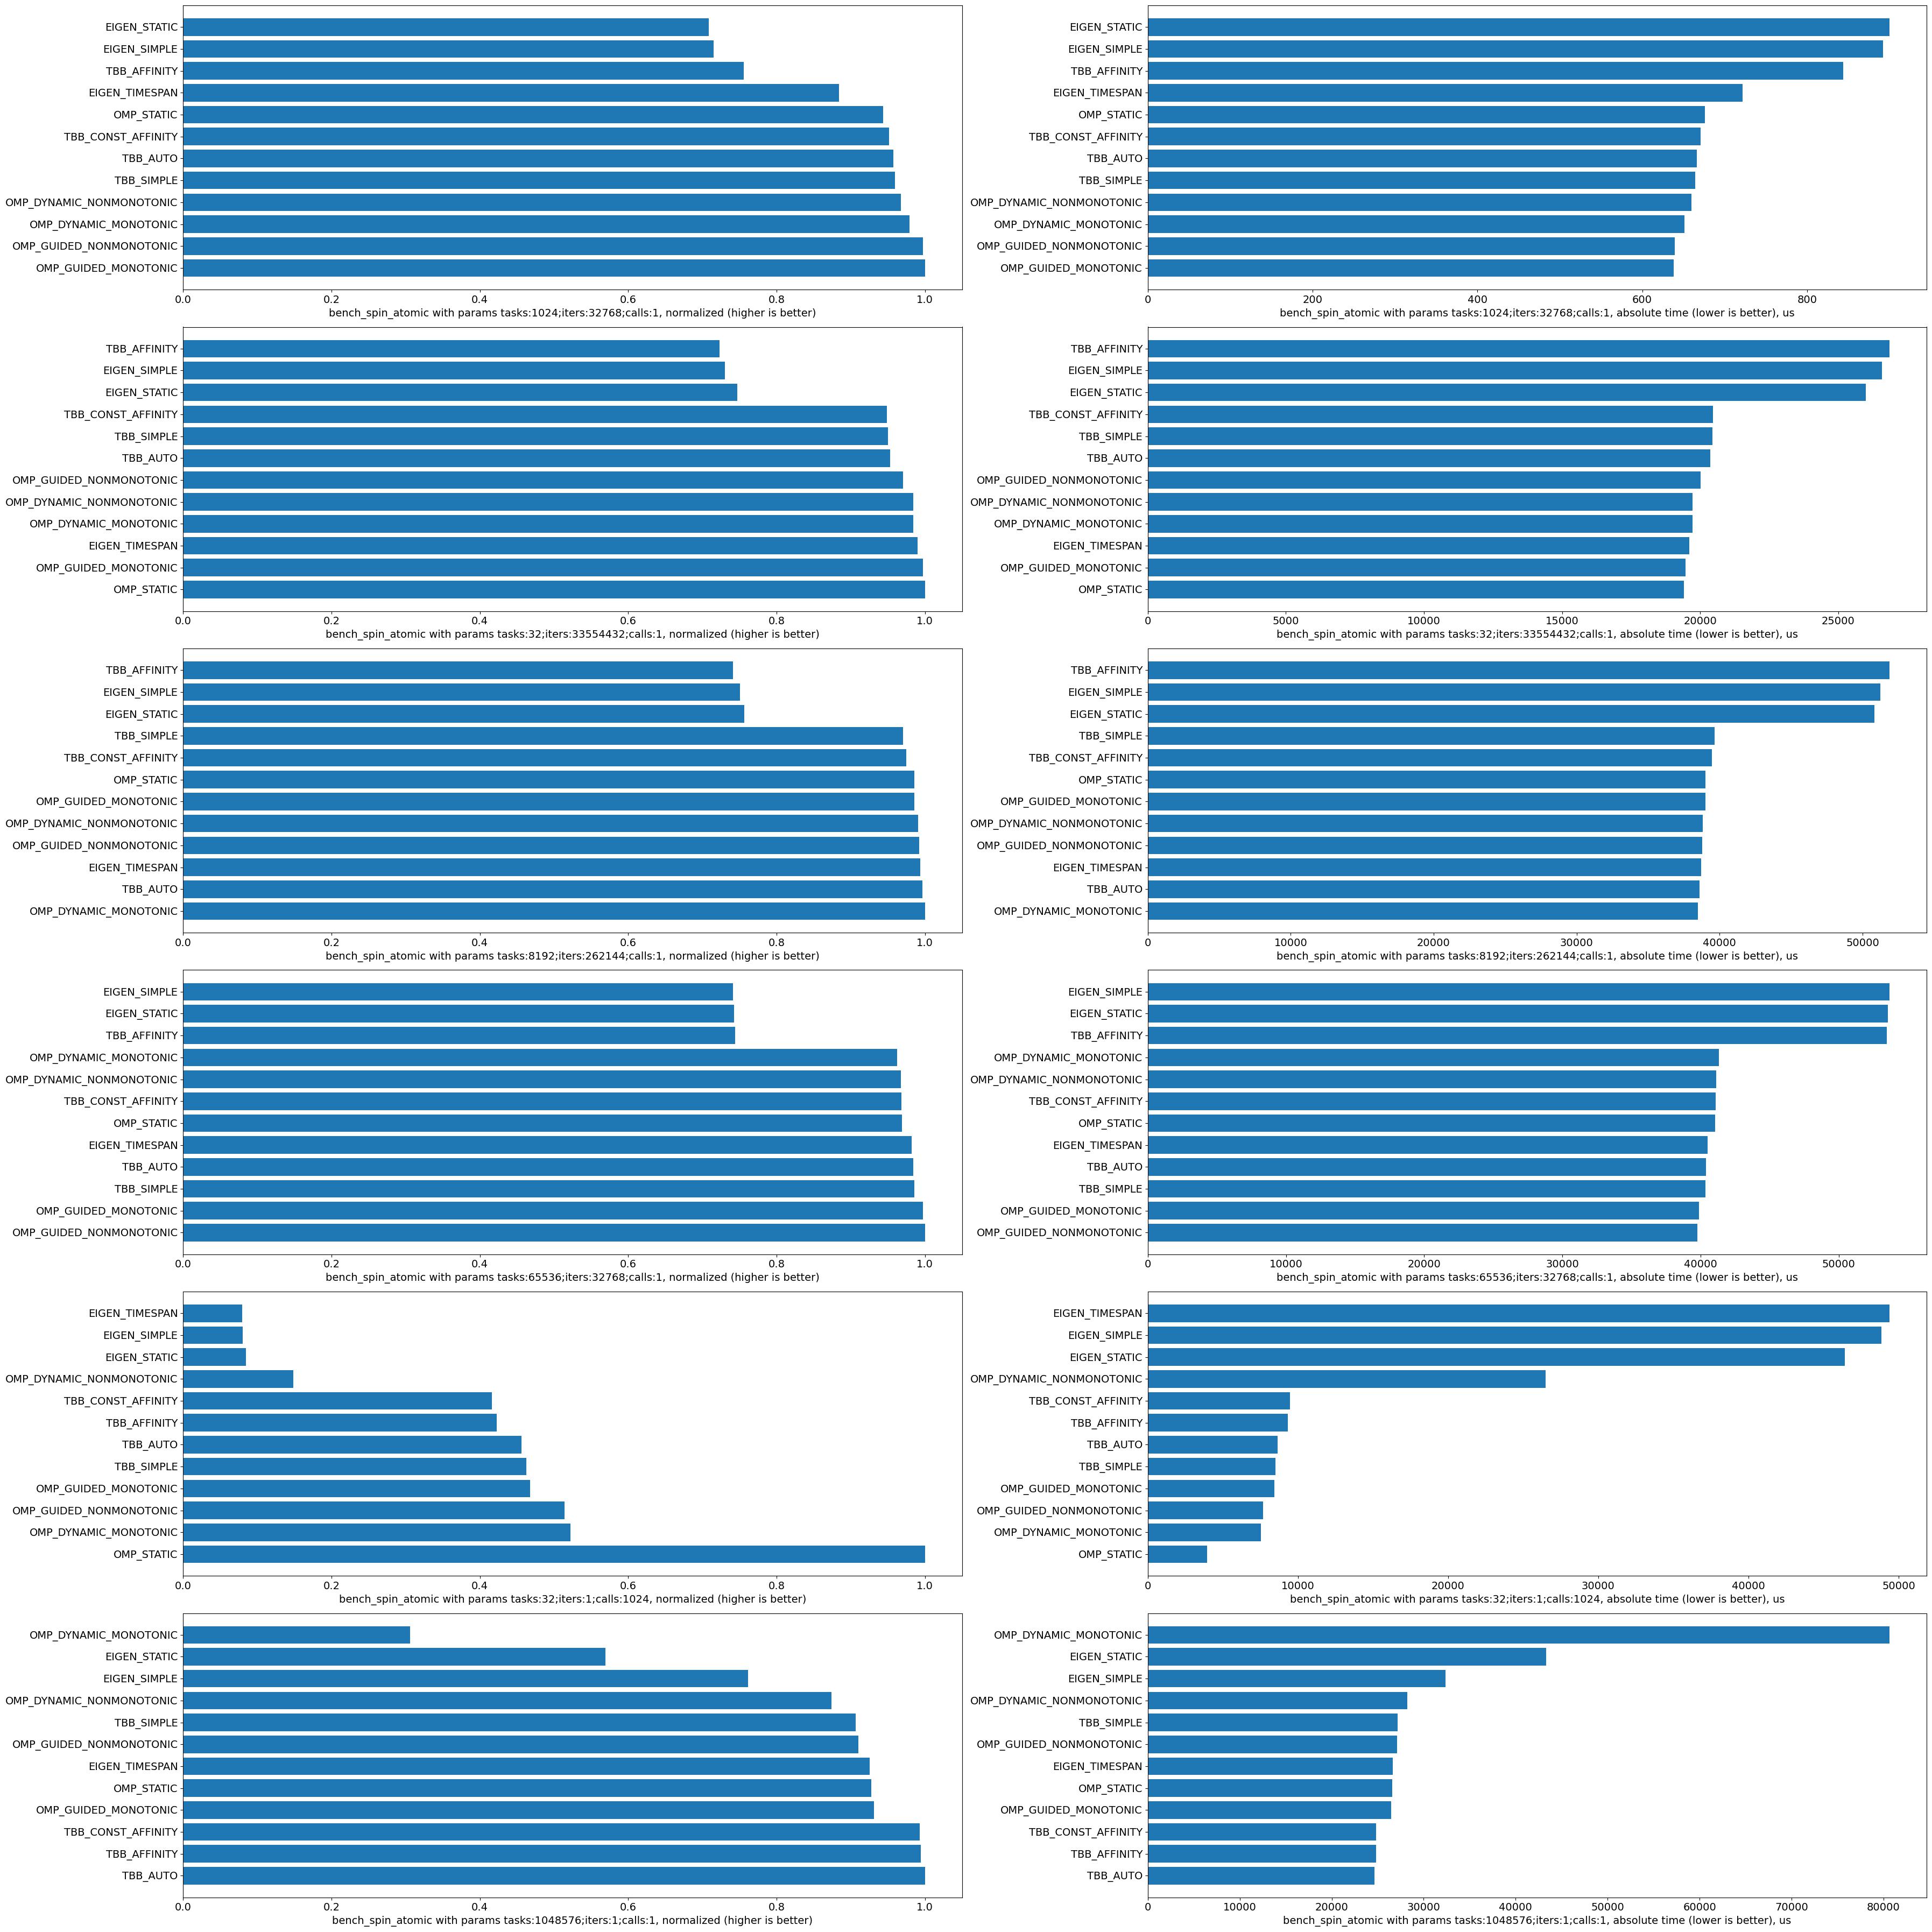 EIGEN_STATIC
EIGEN_SIMPLE
TBB_AFFINITY
EIGEN_TIMESPAN
OMP_STATIC
TBB_CONST_AFFINITY
TBB_AUTO
TBB_SIMPLE
OMP_DYNAMIC_NONMONOTONIC
OMP_DYNAMIC_MONOTONIC
OMP_GUIDED_NONMONOTONIC
OMP_GUIDED_MONOTONIC
0.0 0.2 0.4 0.6 0.8 1.0
bench_spin_atomic with params tasks:1024;iters:32768;calls:1, normalized (higher is better)
EIGEN_STATIC
EIGEN_SIMPLE
TBB_AFFINITY
EIGEN_TIMESPAN
OMP_STATIC
TBB_CONST_AFFINITY
TBB_AUTO
TBB_SIMPLE
OMP_DYNAMIC_NONMONOTONIC
OMP_DYNAMIC_MONOTONIC
OMP_GUIDED_NONMONOTONIC
OMP_GUIDED_MONOTONIC
0 200 400 600 800
bench_spin_atomic with params tasks:1024;iters:32768;calls:1, absolute time (lower is better), us
TBB_AFFINITY
EIGEN_SIMPLE
EIGEN_STATIC
TBB_CONST_AFFINITY
TBB_SIMPLE
TBB_AUTO
OMP_GUIDED_NONMONOTONIC
OMP_DYNAMIC_NONMONOTONIC
OMP_DYNAMIC_MONOTONIC
EIGEN_TIMESPAN
OMP_GUIDED_MONOTONIC
OMP_STATIC
0.0 0.2 0.4 0.6 0.8 1.0
bench_spin_atomic with params tasks:32;iters:33554432;calls:1, normalized (higher is better)
TBB_AFFINITY
EIGEN_SIMPLE
EIGEN_STATIC
TBB_CONST_AFFINITY
TBB_SIMPLE
TBB_AUTO
OMP_GUIDED_NONMONOTONIC
OMP_DYNAMIC_NONMONOTONIC
OMP_DYNAMIC_MONOTONIC
EIGEN_TIMESPAN
OMP_GUIDED_MONOTONIC
OMP_STATIC
0 5000 10000 15000 20000 25000
bench_spin_atomic with params tasks:32;iters:33554432;calls:1, absolute time (lower is better), us
TBB_AFFINITY
EIGEN_SIMPLE
EIGEN_STATIC
TBB_SIMPLE
TBB_CONST_AFFINITY
OMP_STATIC
OMP_GUIDED_MONOTONIC
OMP_DYNAMIC_NONMONOTONIC
OMP_GUIDED_NONMONOTONIC
EIGEN_TIMESPAN
TBB_AUTO
OMP_DYNAMIC_MONOTONIC
0.0 0.2 0.4 0.6 0.8 1.0
bench_spin_atomic with params tasks:8192;iters:262144;calls:1, normalized (higher is better)
TBB_AFFINITY
EIGEN_SIMPLE
EIGEN_STATIC
TBB_SIMPLE
TBB_CONST_AFFINITY
OMP_STATIC
OMP_GUIDED_MONOTONIC
OMP_DYNAMIC_NONMONOTONIC
OMP_GUIDED_NONMONOTONIC
EIGEN_TIMESPAN
TBB_AUTO
OMP_DYNAMIC_MONOTONIC
0 10000 20000 30000 40000 50000
bench_spin_atomic with params tasks:8192;iters:262144;calls:1, absolute time (lower is better), us
EIGEN_SIMPLE
EIGEN_STATIC
TBB_AFFINITY
OMP_DYNAMIC_MONOTONIC
OMP_DYNAMIC_NONMONOTONIC
TBB_CONST_AFFINITY
OMP_STATIC
EIGEN_TIMESPAN
TBB_AUTO
TBB_SIMPLE
OMP_GUIDED_MONOTONIC
OMP_GUIDED_NONMONOTONIC
0.0 0.2 0.4 0.6 0.8 1.0
bench_spin_atomic with params tasks:65536;iters:32768;calls:1, normalized (higher is better)
EIGEN_SIMPLE
EIGEN_STATIC
TBB_AFFINITY
OMP_DYNAMIC_MONOTONIC
OMP_DYNAMIC_NONMONOTONIC
TBB_CONST_AFFINITY
OMP_STATIC
EIGEN_TIMESPAN
TBB_AUTO
TBB_SIMPLE
OMP_GUIDED_MONOTONIC
OMP_GUIDED_NONMONOTONIC
0 10000 20000 30000 40000 50000
bench_spin_atomic with params tasks:65536;iters:32768;calls:1, absolute time (lower is better), us
EIGEN_TIMESPAN
EIGEN_SIMPLE
EIGEN_STATIC
OMP_DYNAMIC_NONMONOTONIC
TBB_CONST_AFFINITY
TBB_AFFINITY
TBB_AUTO
TBB_SIMPLE
OMP_GUIDED_MONOTONIC
OMP_GUIDED_NONMONOTONIC
OMP_DYNAMIC_MONOTONIC
OMP_STATIC
0.0 0.2 0.4 0.6 0.8 1.0
bench_spin_atomic with params tasks:32;iters:1;calls:1024, normalized (higher is better)
EIGEN_TIMESPAN
EIGEN_SIMPLE
EIGEN_STATIC
OMP_DYNAMIC_NONMONOTONIC
TBB_CONST_AFFINITY
TBB_AFFINITY
TBB_AUTO
TBB_SIMPLE
OMP_GUIDED_MONOTONIC
OMP_GUIDED_NONMONOTONIC
OMP_DYNAMIC_MONOTONIC
OMP_STATIC
0 10000 20000 30000 40000 50000
bench_spin_atomic with params tasks:32;iters:1;calls:1024, absolute time (lower is better), us
OMP_DYNAMIC_MONOTONIC
EIGEN_STATIC
EIGEN_SIMPLE
OMP_DYNAMIC_NONMONOTONIC
TBB_SIMPLE
OMP_GUIDED_NONMONOTONIC
EIGEN_TIMESPAN
OMP_STATIC
OMP_GUIDED_MONOTONIC
TBB_CONST_AFFINITY
TBB_AFFINITY
TBB_AUTO
0.0 0.2 0.4 0.6 0.8 1.0
bench_spin_atomic with params tasks:1048576;iters:1;calls:1, normalized (higher is better)
OMP_DYNAMIC_MONOTONIC
EIGEN_STATIC
EIGEN_SIMPLE
OMP_DYNAMIC_NONMONOTONIC
TBB_SIMPLE
OMP_GUIDED_NONMONOTONIC
EIGEN_TIMESPAN
OMP_STATIC
OMP_GUIDED_MONOTONIC
TBB_CONST_AFFINITY
TBB_AFFINITY
TBB_AUTO
0 10000 20000 30000 40000 50000 60000 70000 80000
bench_spin_atomic with params tasks:1048576;iters:1;calls:1, absolute time (lower is better), us